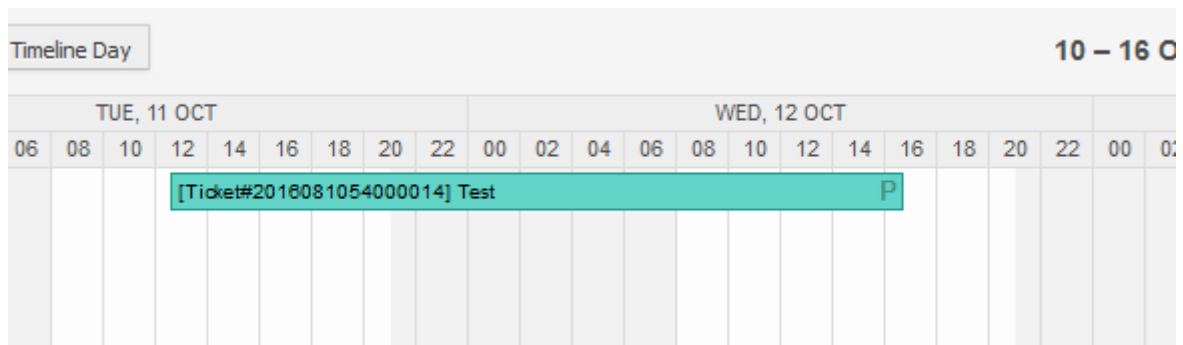 Timeline Day
10 – 16 O
TUE, 11 OCT WED, 12 OCT
06 08 10 12 14 16 18 20 22 00 02 04 06 08 10 12 14 16 18 20 22 00 02
[Ticket#2016081054000014] Test P